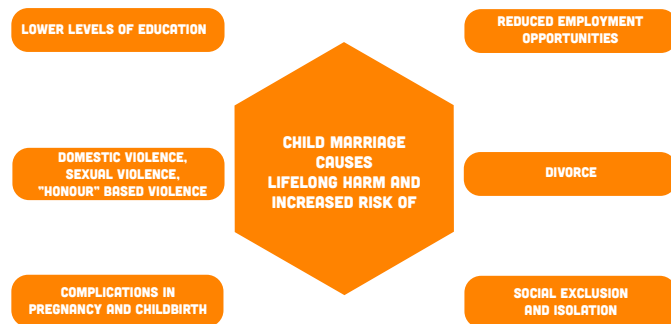 LOWER LEVELS OF EDUCATION
REDUCED EMPLOYMENT
OPPORTUNITIES
CHILD MARRIAGE
CAUSES
LIFELONG HARM AND
INCREASED RISK OF
DOMESTIC VIOLENCE,
SEXUAL VIOLENCE,
"HONOUR" BASED VIOLENCE
DIVORCE
COMPLICATIONS IN
PREGNANCY AND CHILDBIRTH
SOCIAL EXCLUSION
AND ISOLATION